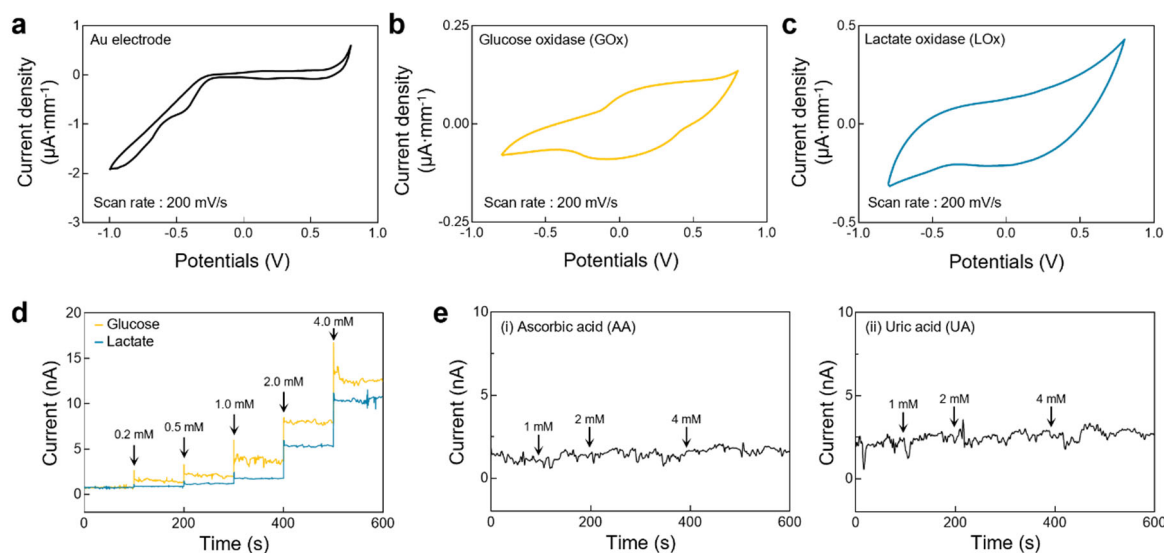 a
Au electrode
Current density
(µA·mm⁻¹)
1
0
-1
-2
-3
-1.0
-0.5
0.0
0.5
1.0
Scan rate : 200 mV/s
Potentials (V)
b
Glucose oxidase (GOx)
Current density
(µA·mm⁻¹)
0.25
0.00
-0.25
-1.0
-0.5
0.0
0.5
1.0
Scan rate : 200 mV/s
Potentials (V)
c
Lactate oxidase (LOx)
Current density
(µA·mm⁻¹)
0.5
0.0
-0.5
-1.0
-0.5
0.0
0.5
1.0
Scan rate : 200 mV/s
Potentials (V)
d
Glucose
Lactate
Current (nA)
20
15
10
5
0
0.2 mM
0.5 mM
1.0 mM
2.0 mM
4.0 mM
0
100
200
300
400
500
600
Time (s)
e
(i) Ascorbic acid (AA)
Current (nA)
10
5
0
1 mM
2 mM
4 mM
0
200
400
600
Time (s)
(ii) Uric acid (UA)
Current (nA)
10
5
0
1 mM
2 mM
4 mM
0
200
400
600
Time (s)